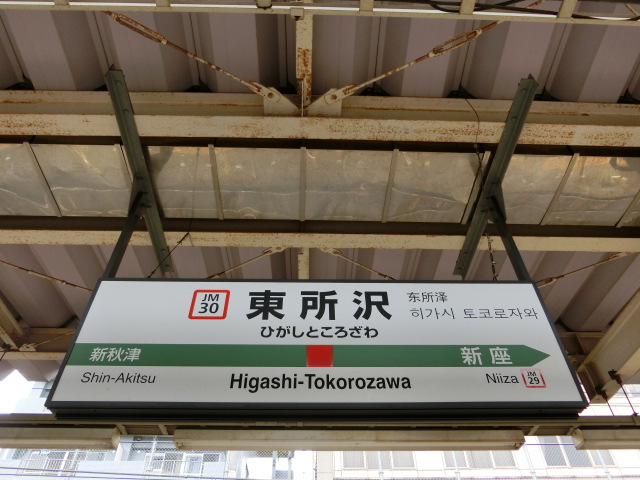 JM
30
東所沢
东所泽
히가시 토코로자와
ひがしところざわ
新秋津
新座
Shin-Akitsu
Higashi-Tokorozawa
Niiza
JM
29